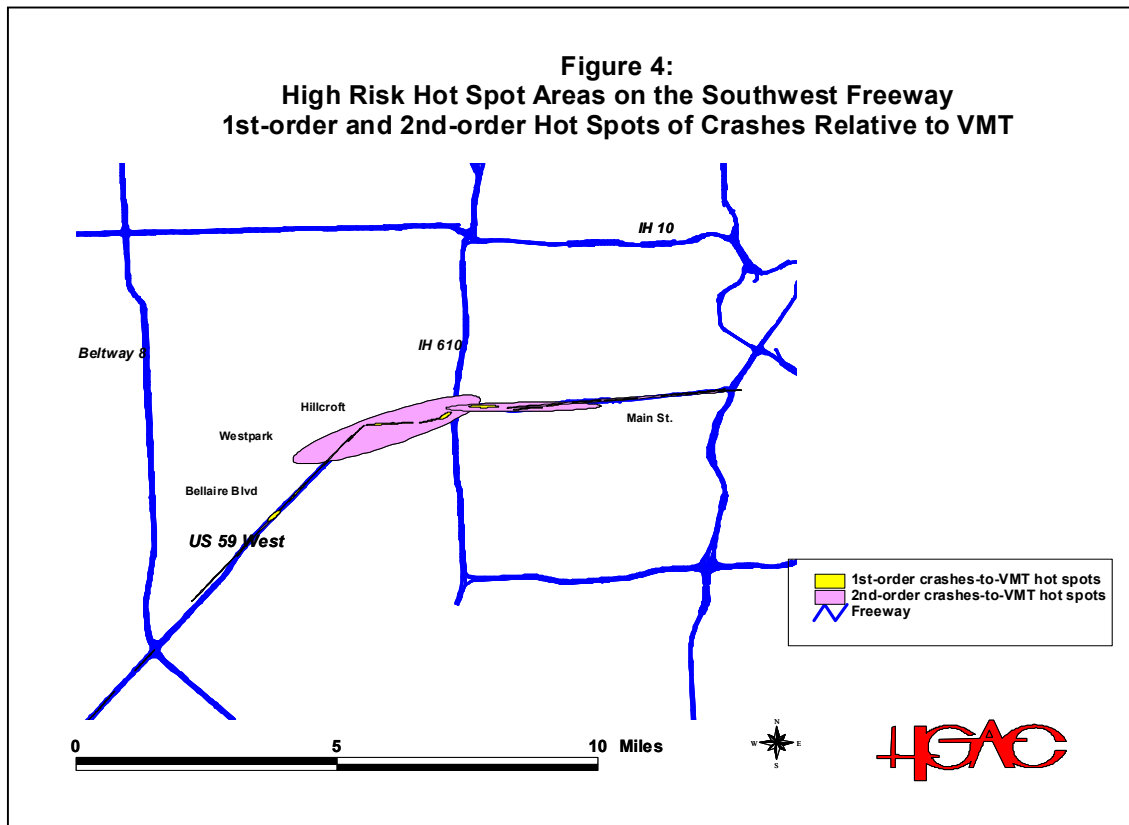 Figure 4:
High Risk Hot Spot Areas on the Southwest Freeway
1st-order and 2nd-order Hot Spots of Crashes Relative to VMT
IH 10
Beltway 8
IH 610
Hillcroft
Main St.
Westpark
Bellaire Blvd
US 59 West
1st-order crashes-to-VMT hot spots
2nd-order crashes-to-VMT hot spots
Freeway
0 5 10 Miles
N
W E
S
HGAC